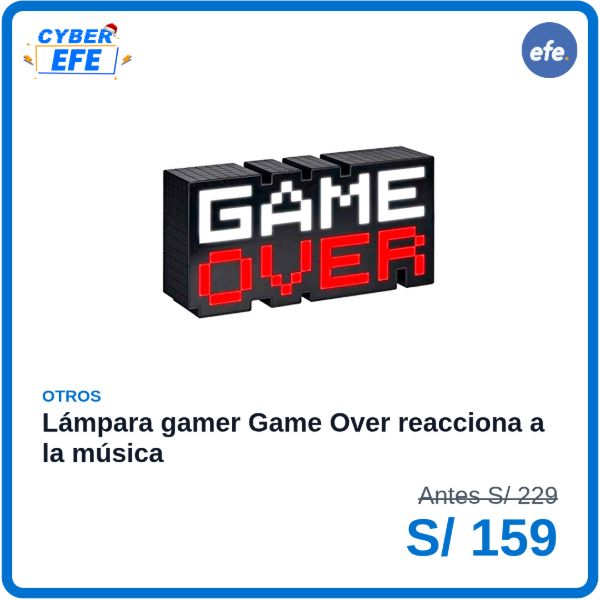 CYBER
EFE
efe.
GAME
OVER
OTROS
Lámpara gamer Game Over reacciona a
la música
Antes S/ 229
S/ 159